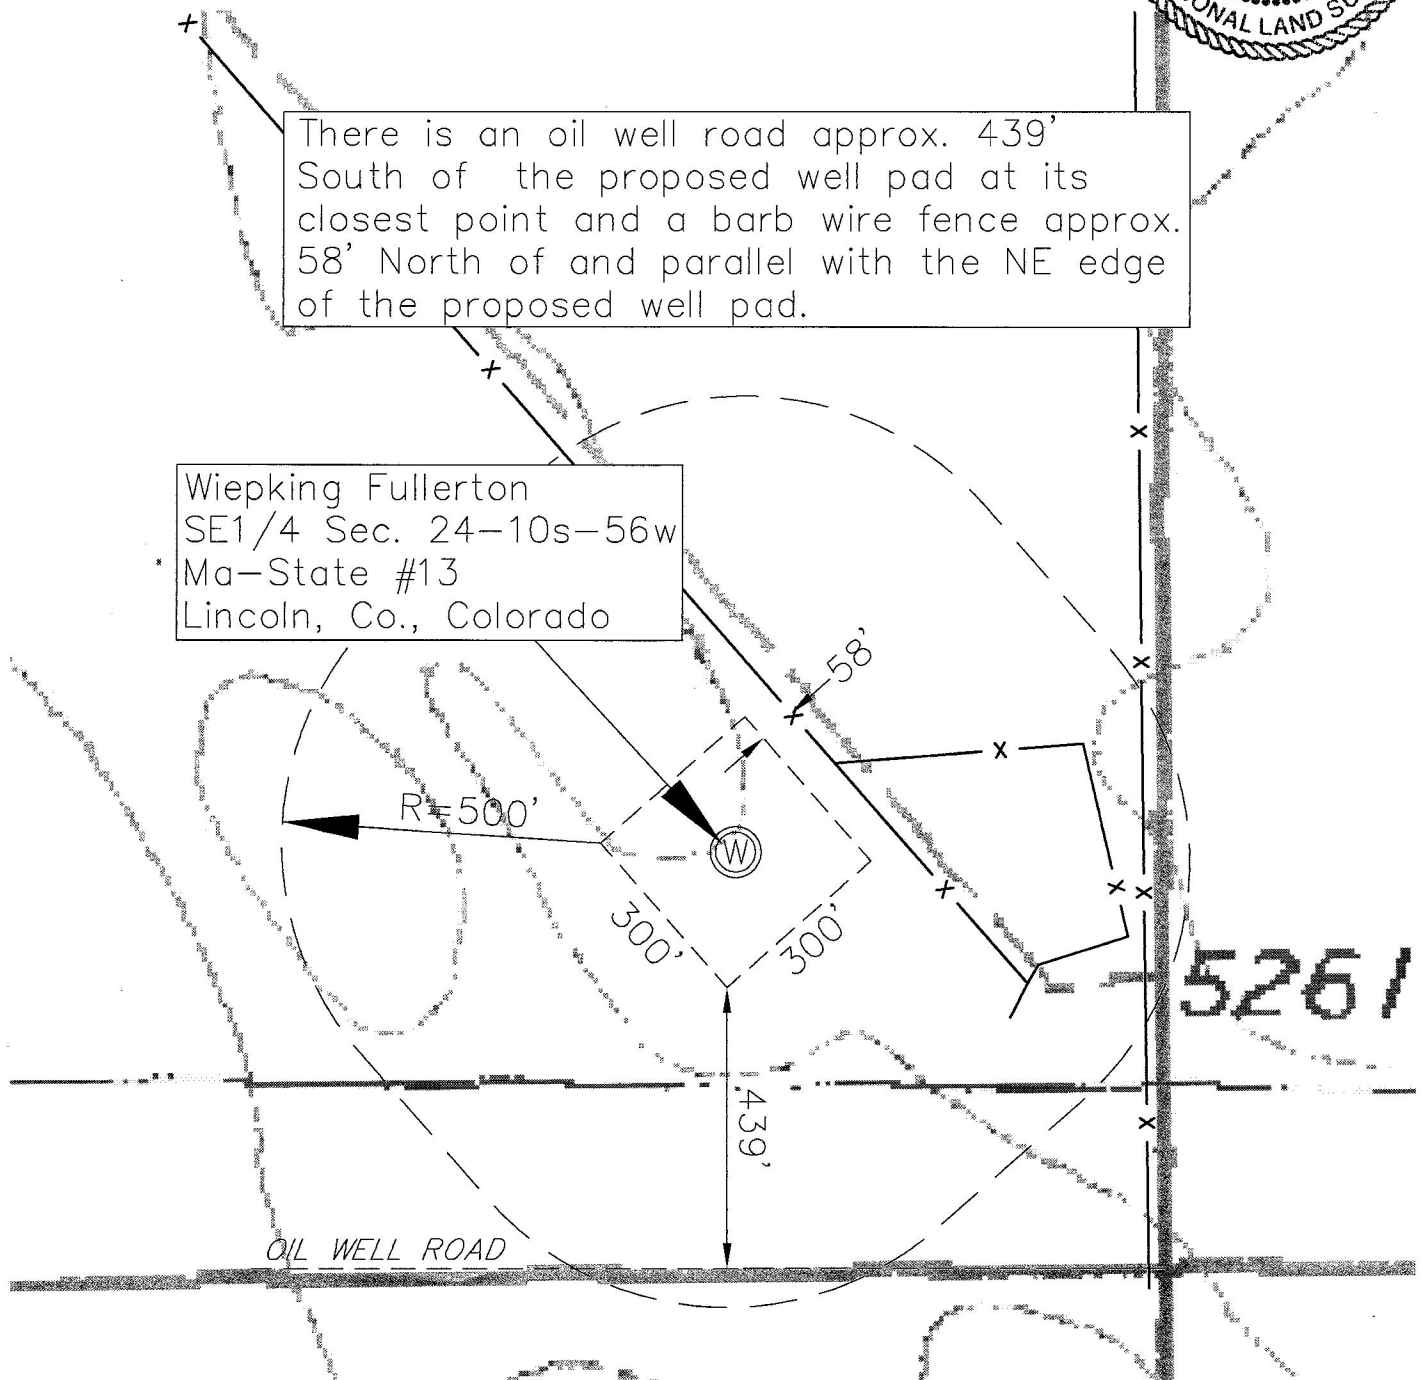 ONAL LAND SU
There is an oil well road approx. 439'
South of the proposed well pad at its
closest point and a barb wire fence approx.
58' North of and parallel with the NE edge
of the proposed well pad.
Wiepking Fullerton
SE1/4 Sec. 24-10s-56w
Ma-State #13
Lincoln, Co., Colorado
58'
R=500'
W
300'
300'
5261
439'
OIL WELL ROAD